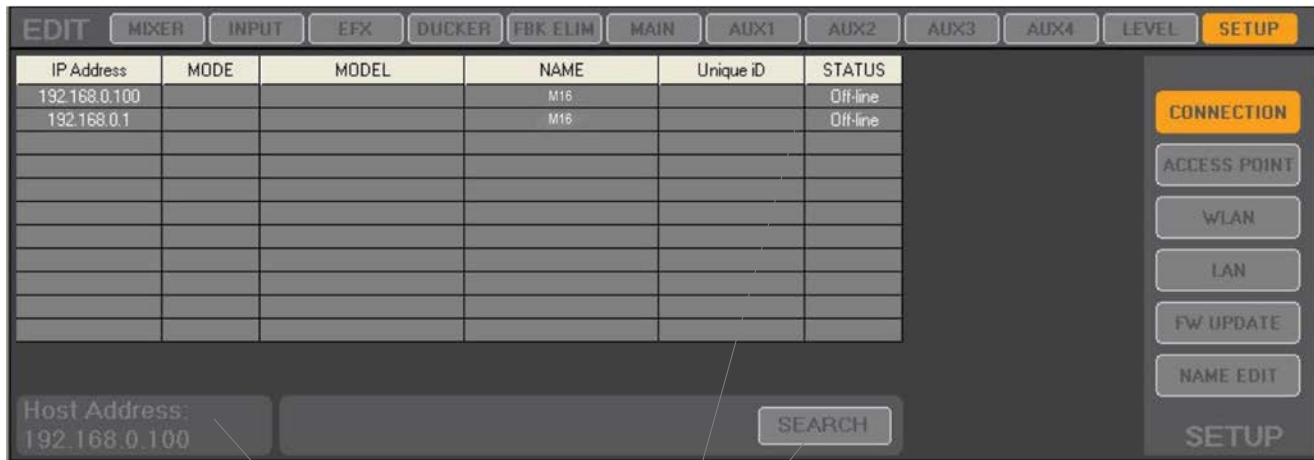 EDIT MIXER INPUT EFX DUCKER FBK ELIM MAIN AUX1 AUX2 AUX3 AUX4 LEVEL SETUP
IP Address MODE MODEL NAME Unique iD STATUS
192.168.0.100 M16 Off-line
192.168.0.1 M16 Off-line
CONNECTION
ACCESS POINT
WLAN
LAN
FW UPDATE
NAME EDIT
Host Address:
192.168.0.100
SEARCH
SETUP